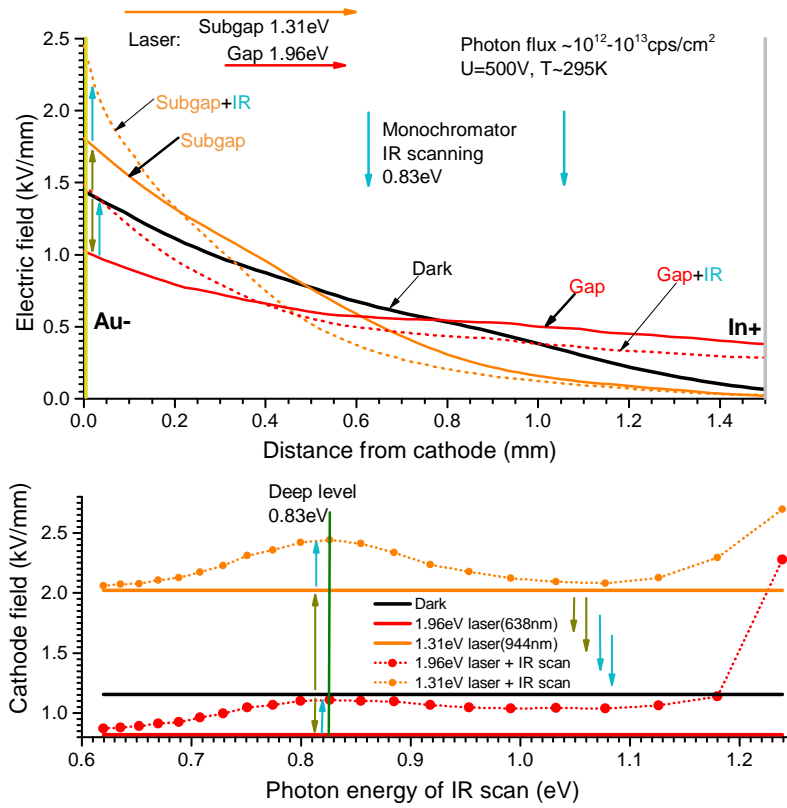 Laser:
Subgap 1.31eV
Gap 1.96eV
Photon flux ~10¹²-10¹³cps/cm²
U=500V, T~295K
Subgap+IR
Subgap
Monochromator
IR scanning
0.83eV
Dark
Gap
Gap+IR
Au-
In+
Electric field (kV/mm)
3.0
2.5
2.0
1.5
1.0
0.5
0.0
0.0 0.2 0.4 0.6 0.8 1.0 1.2 1.4
Distance from cathode (mm)
Deep level
0.83eV
Dark
1.96eV laser(638nm)
1.31eV laser(944nm)
1.96eV laser + IR scan
1.31eV laser + IR scan
Cathode field (kV/mm)
2.5
2.0
1.5
1.0
0.6 0.7 0.8 0.9 1.0 1.1 1.2
Photon energy of IR scan (eV)